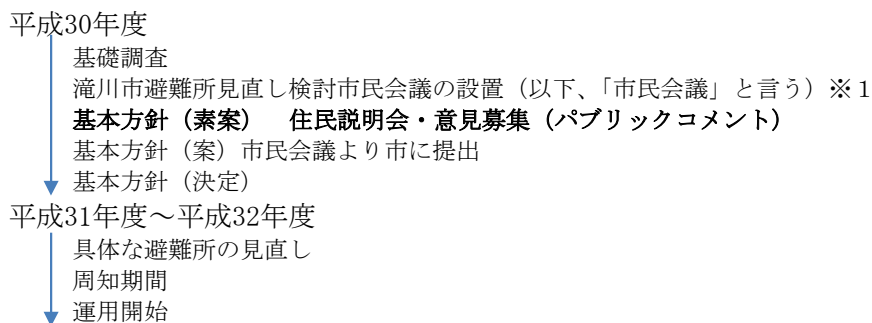 平成30年度
基礎調査
滝川市避難所見直し検討市民会議の設置（以下、「市民会議」と言う）※１
基本方針（素案）　住民説明会・意見募集（パブリックコメント）
基本方針（案）市民会議より市に提出
基本方針（決定）
平成31年度～平成32年度
具体な避難所の見直し
周知期間
運用開始